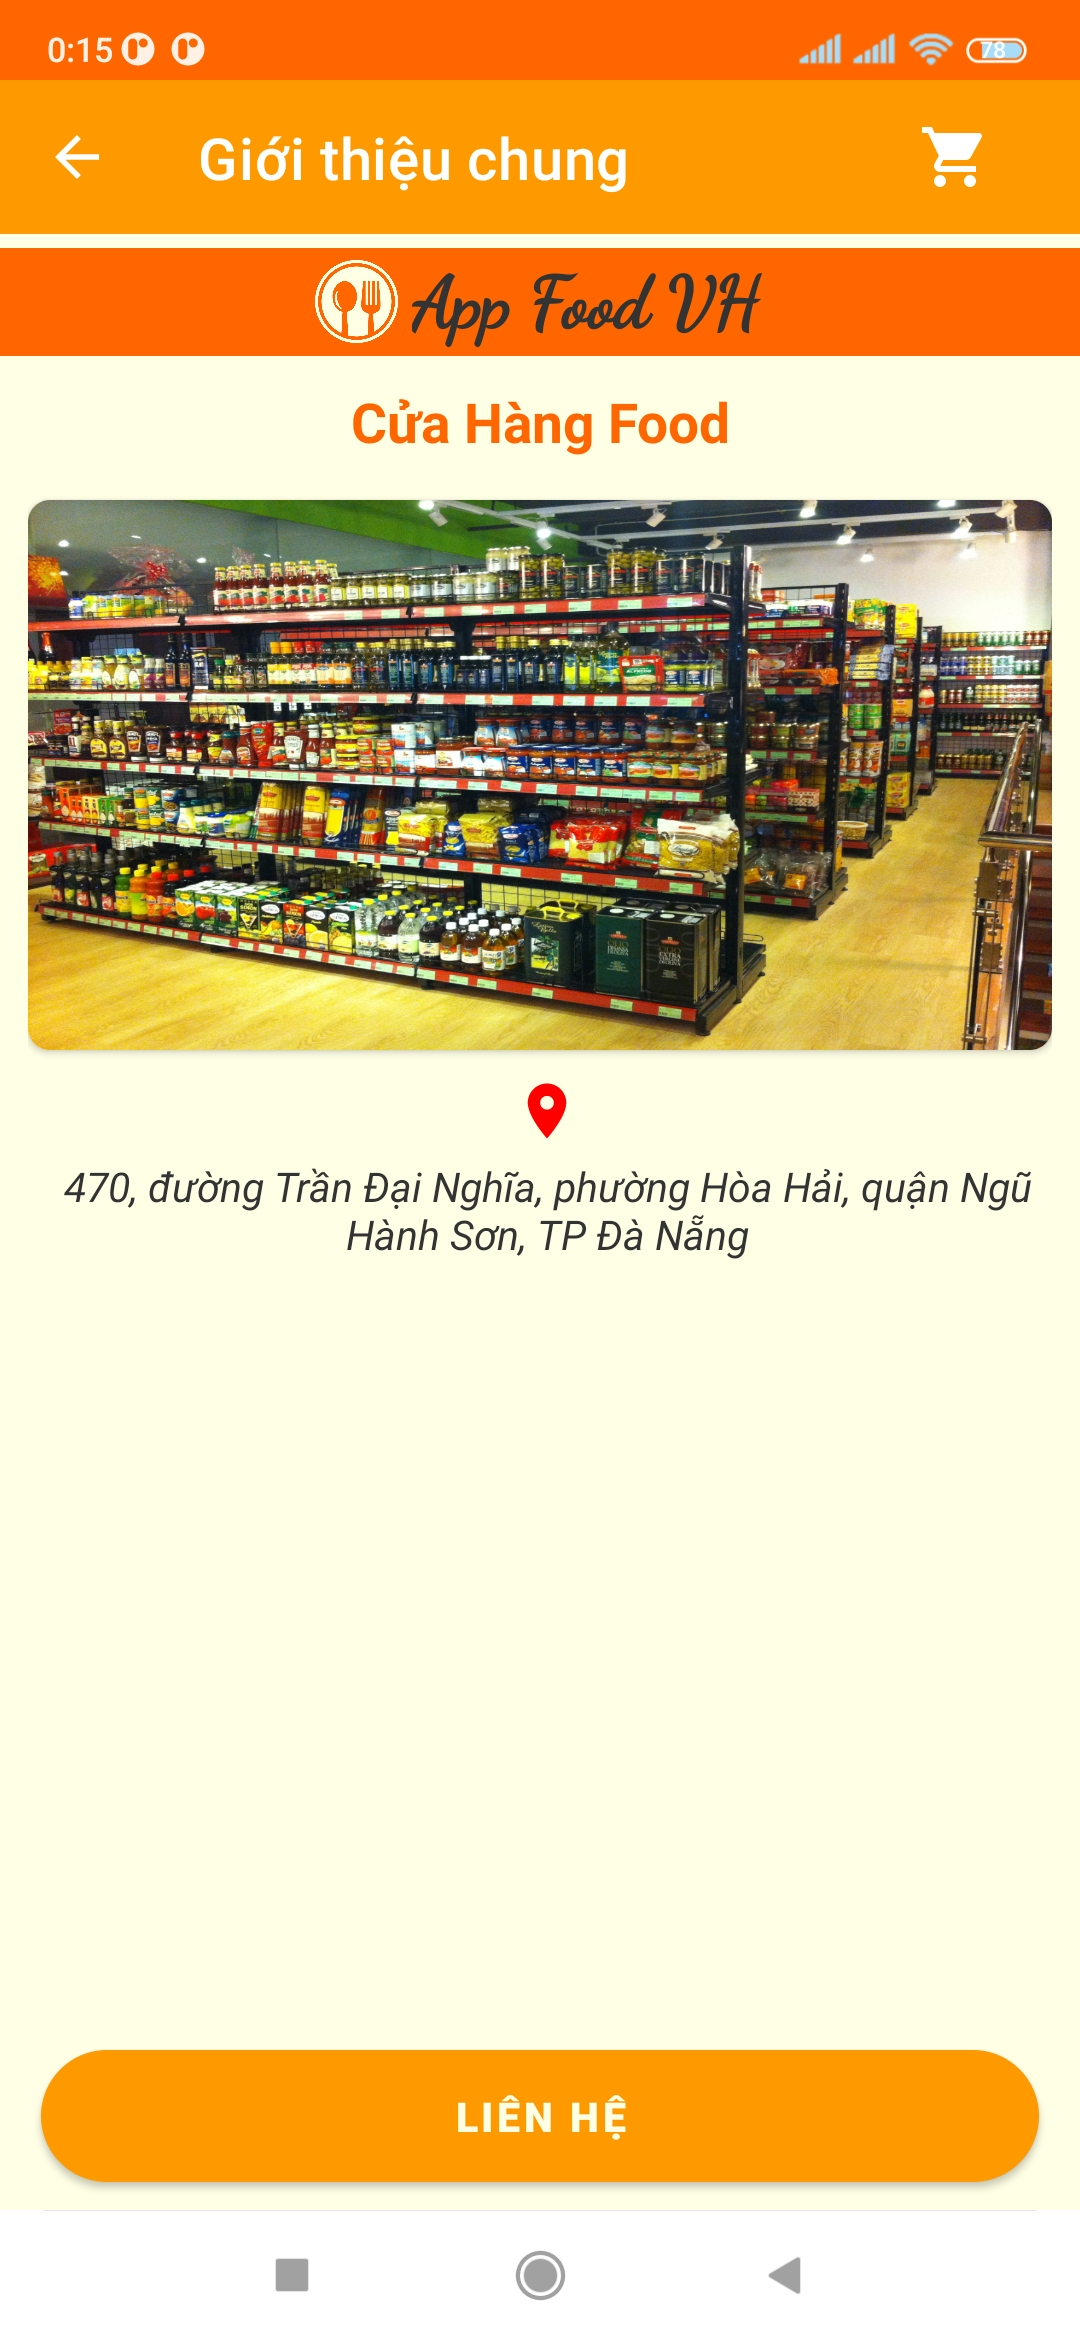 0:15
78
Giới thiệu chung
App Food VH
Cửa Hàng Food
470, đường Trần Đại Nghĩa, phường Hòa Hải, quận Ngũ
Hành Sơn, TP Đà Nẵng
LIÊN HỆ